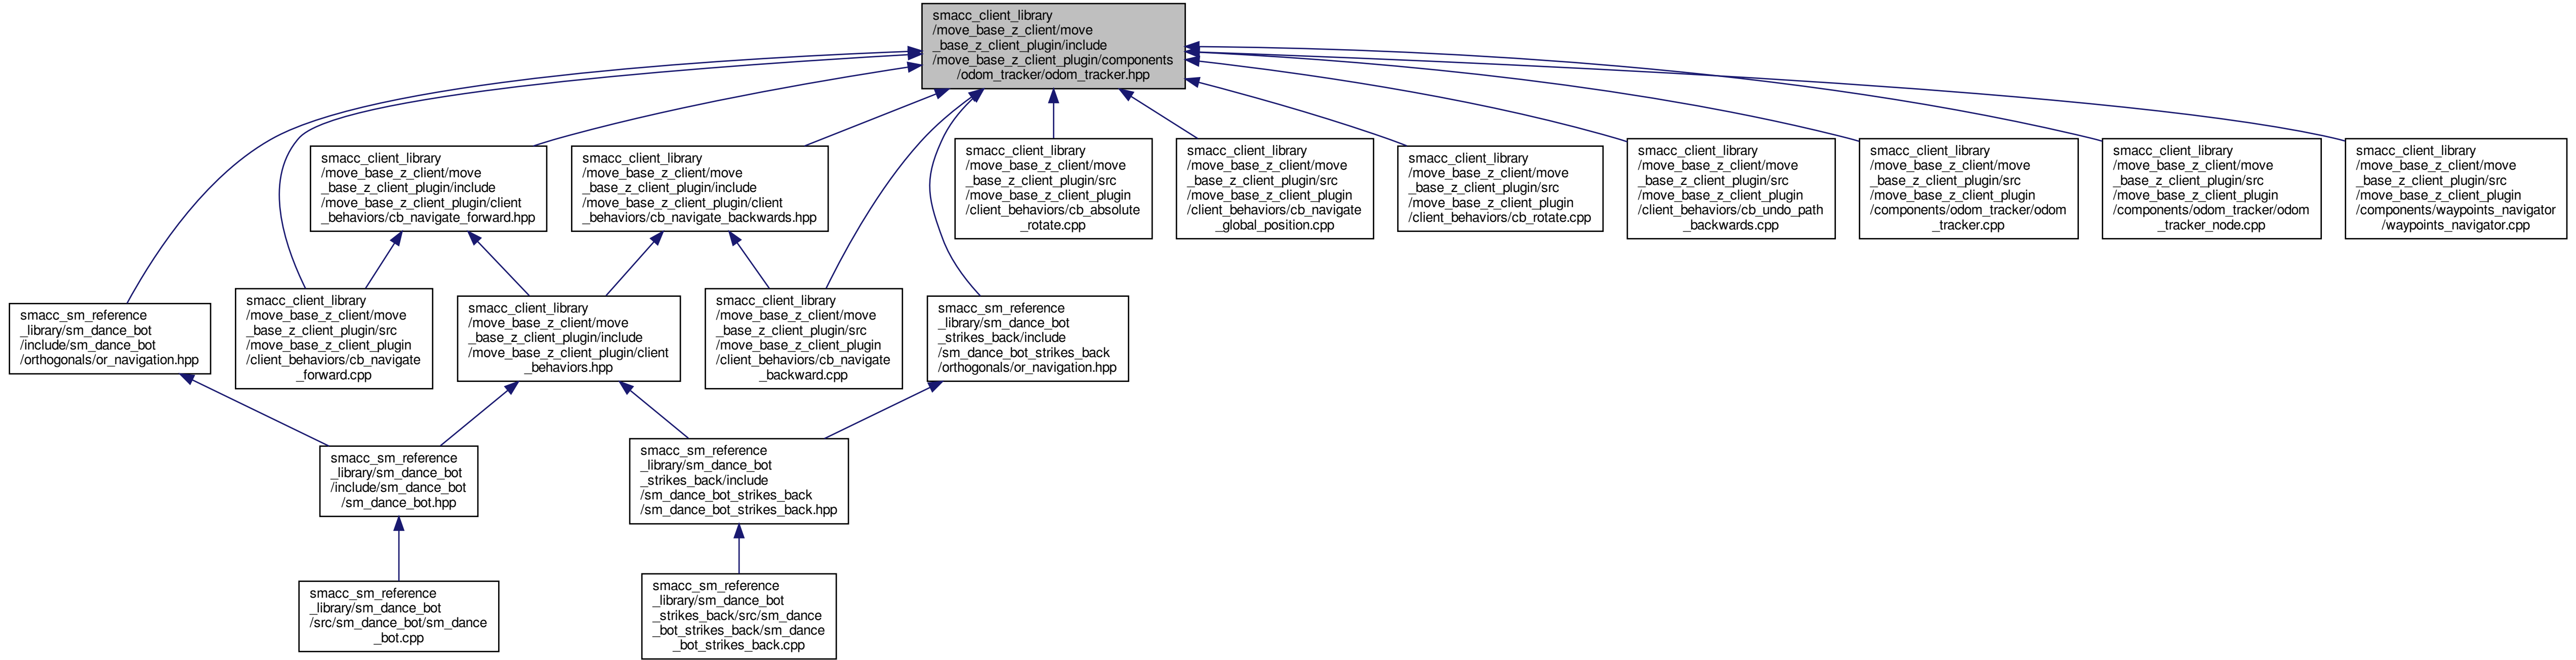 smacc_client_library
/move_base_z_client/move
_base_z_client_plugin/include
/move_base_z_client_plugin/components
/odom_tracker/odom_tracker.hpp
smacc_client_library
/move_base_z_client/move
_base_z_client_plugin/include
/move_base_z_client_plugin/client
_behaviors/cb_navigate_forward.hpp
smacc_client_library
/move_base_z_client/move
_base_z_client_plugin/include
/move_base_z_client_plugin/client
_behaviors/cb_navigate_backwards.hpp
smacc_client_library
/move_base_z_client/move
_base_z_client_plugin/src
/move_base_z_client_plugin
/client_behaviors/cb_absolute
_rotate.cpp
smacc_client_library
/move_base_z_client/move
_base_z_client_plugin/src
/move_base_z_client_plugin
/client_behaviors/cb_navigate
_global_position.cpp
smacc_client_library
/move_base_z_client/move
_base_z_client_plugin/src
/move_base_z_client_plugin
/client_behaviors/cb_rotate.cpp
smacc_client_library
/move_base_z_client/move
_base_z_client_plugin/src
/move_base_z_client_plugin
/client_behaviors/cb_undo_path
_backwards.cpp
smacc_client_library
/move_base_z_client/move
_base_z_client_plugin/src
/move_base_z_client_plugin
/components/odom_tracker/odom
_tracker.cpp
smacc_client_library
/move_base_z_client/move
_base_z_client_plugin/src
/move_base_z_client_plugin
/components/odom_tracker/odom
_tracker_node.cpp
smacc_client_library
/move_base_z_client/move
_base_z_client_plugin/src
/move_base_z_client_plugin
/components/waypoints_navigator
/waypoints_navigator.cpp
smacc_sm_reference
_library/sm_dance_bot
/include/sm_dance_bot
/orthogonals/or_navigation.hpp
smacc_client_library
/move_base_z_client/move
_base_z_client_plugin/src
/move_base_z_client_plugin
/client_behaviors/cb_navigate
_forward.cpp
smacc_client_library
/move_base_z_client/move
_base_z_client_plugin/include
/move_base_z_client_plugin/client
_behaviors.hpp
smacc_client_library
/move_base_z_client/move
_base_z_client_plugin/src
/move_base_z_client_plugin
/client_behaviors/cb_navigate
_backward.cpp
smacc_sm_reference
_library/sm_dance_bot
_strikes_back/include
/sm_dance_bot_strikes_back
/orthogonals/or_navigation.hpp
smacc_sm_reference
_library/sm_dance_bot
/include/sm_dance_bot
/sm_dance_bot.hpp
smacc_sm_reference
_library/sm_dance_bot
_strikes_back/include
/sm_dance_bot_strikes_back
/sm_dance_bot_strikes_back.hpp
smacc_sm_reference
_library/sm_dance_bot
/src/sm_dance_bot/sm_dance
_bot.cpp
smacc_sm_reference
_library/sm_dance_bot
_strikes_back/src/sm_dance
_bot_strikes_back/sm_dance
_bot_strikes_back.cpp